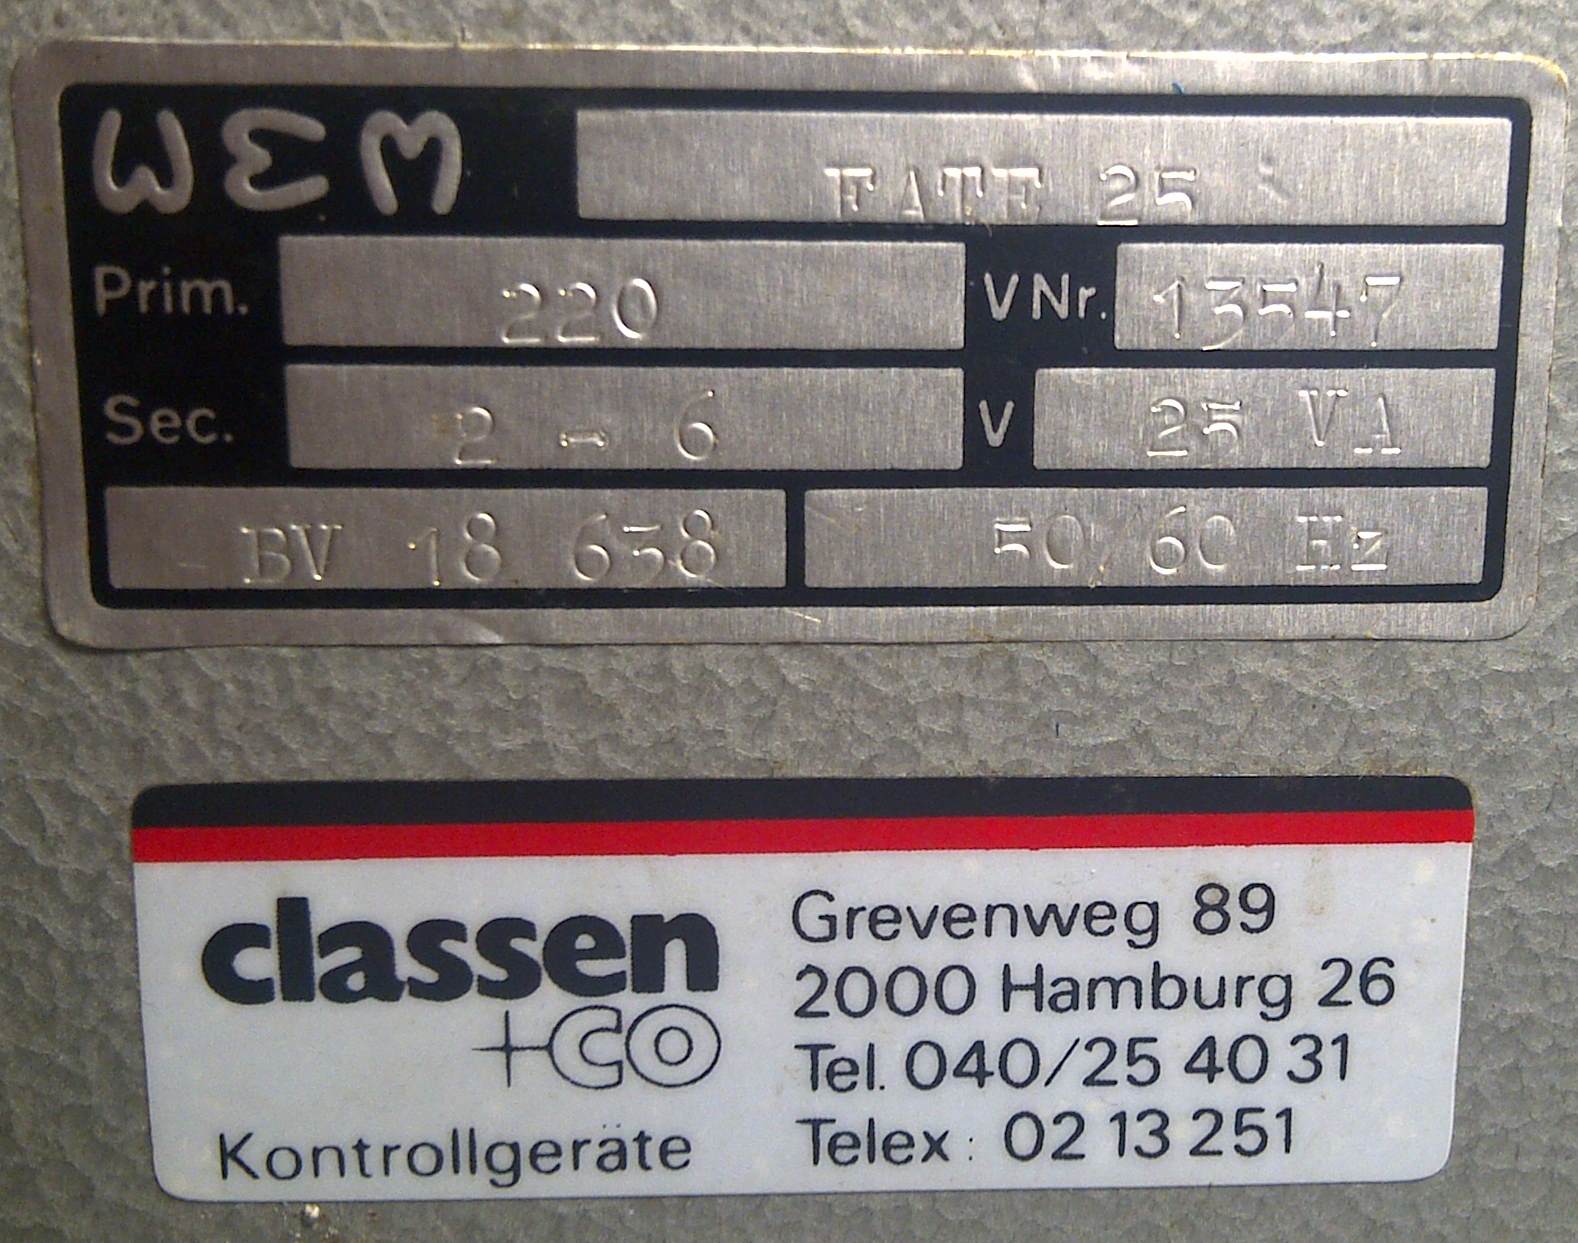 WEM FATE 25
Prim. 220 V Nr. 13547
Sec. 2 - 6 V 25 VA
BV 18 638 50/60 Hz
classen
+CO
Kontrollgeräte
Grevenweg 89
2000 Hamburg 26
Tel. 040/25 40 31
Telex: 02 13 251